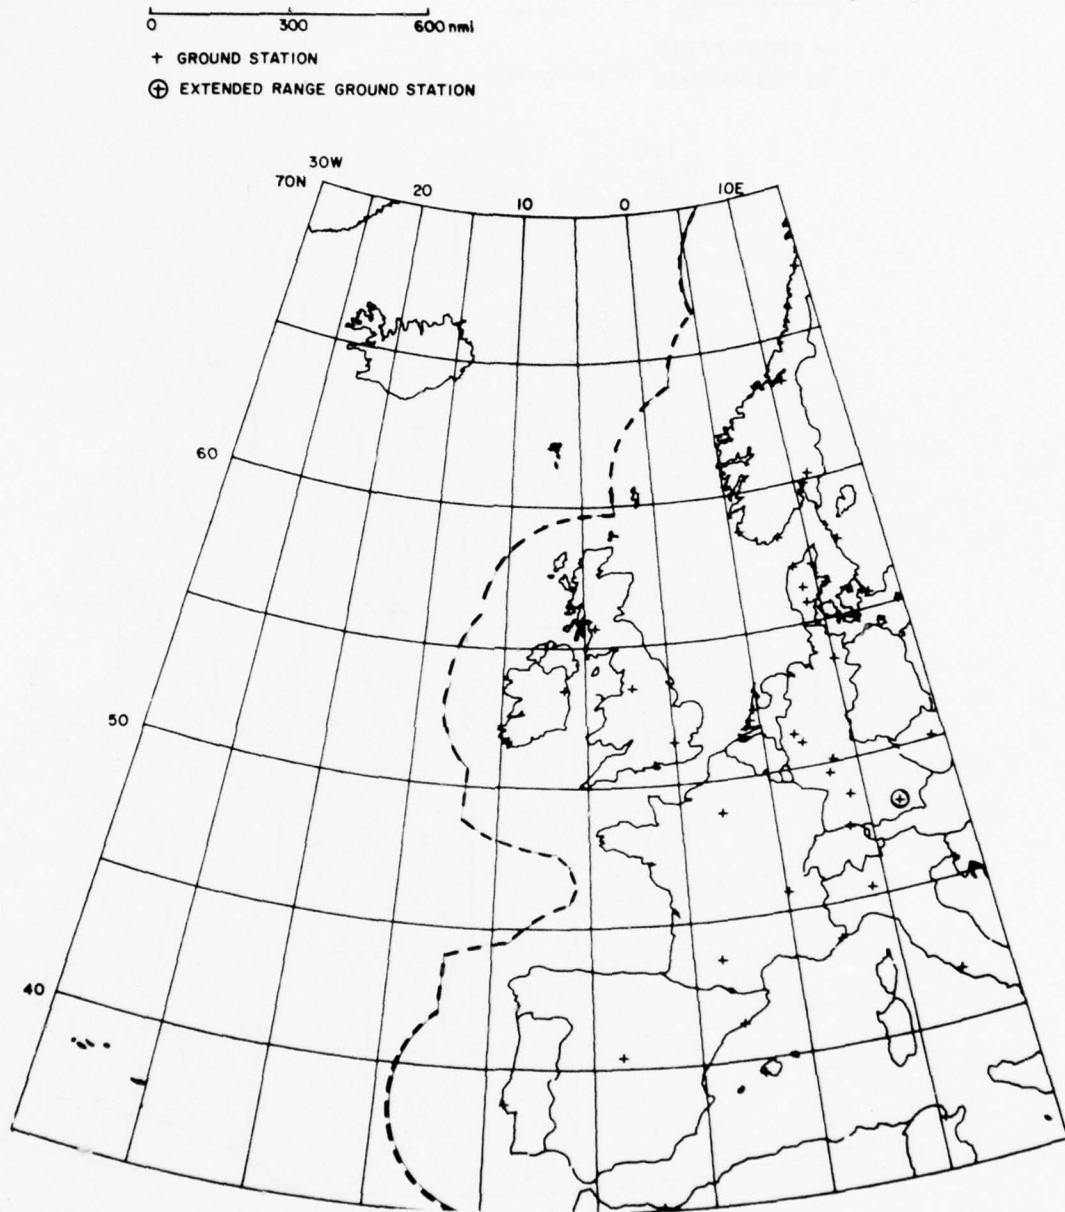 0 300 600 nmi
+ GROUND STATION
⊕ EXTENDED RANGE GROUND STATION
30W
70N 20 10 0 10E
60
50
40